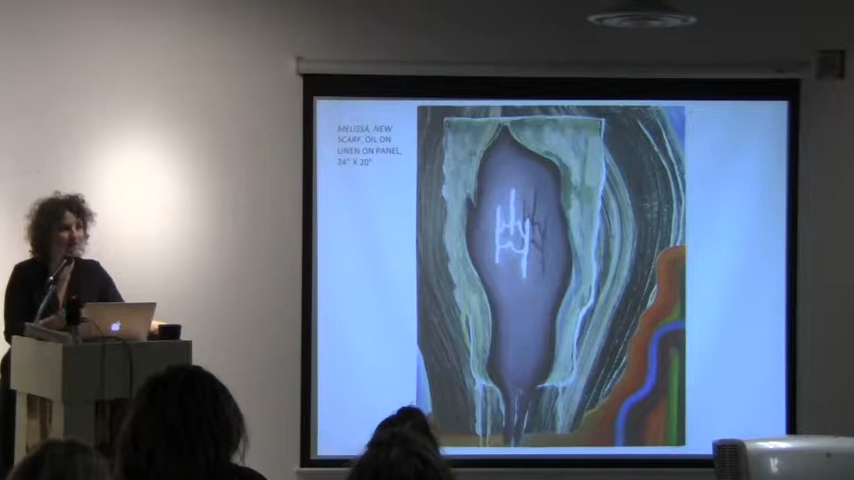 MELISSA, NEW
SCARF, OIL ON
LINEN ON PANEL,
24" X 20"